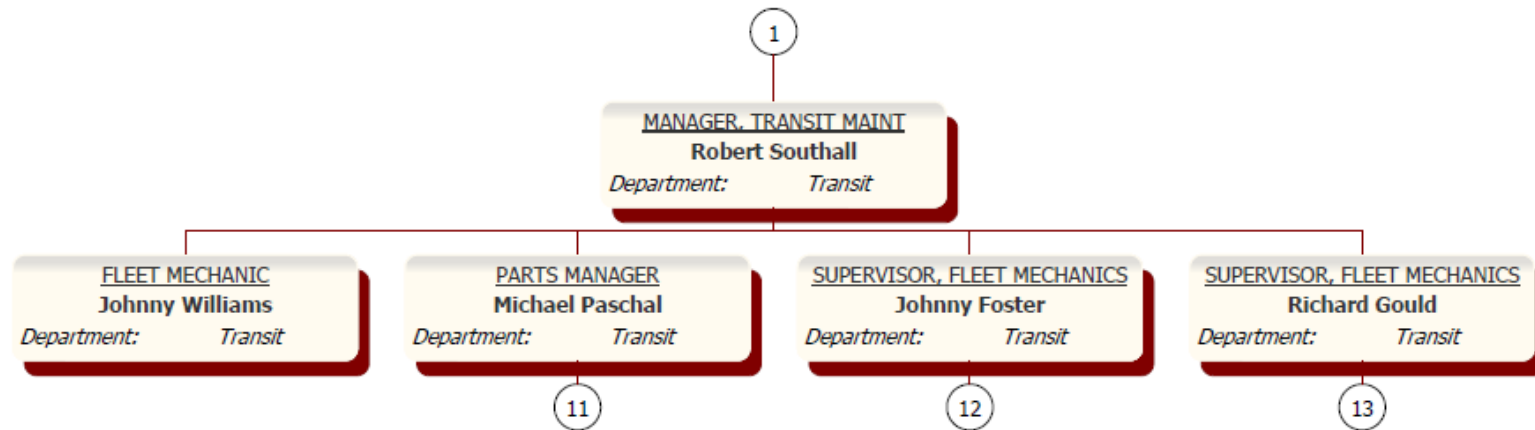 1
MANAGER, TRANSIT MAINT
Robert Southall
Department: Transit
FLEET MECHANIC
Johnny Williams
Department: Transit
11
PARTS MANAGER
Michael Paschal
Department: Transit
12
SUPERVISOR, FLEET MECHANICS
Johnny Foster
Department: Transit
13
SUPERVISOR, FLEET MECHANICS
Richard Gould
Department: Transit